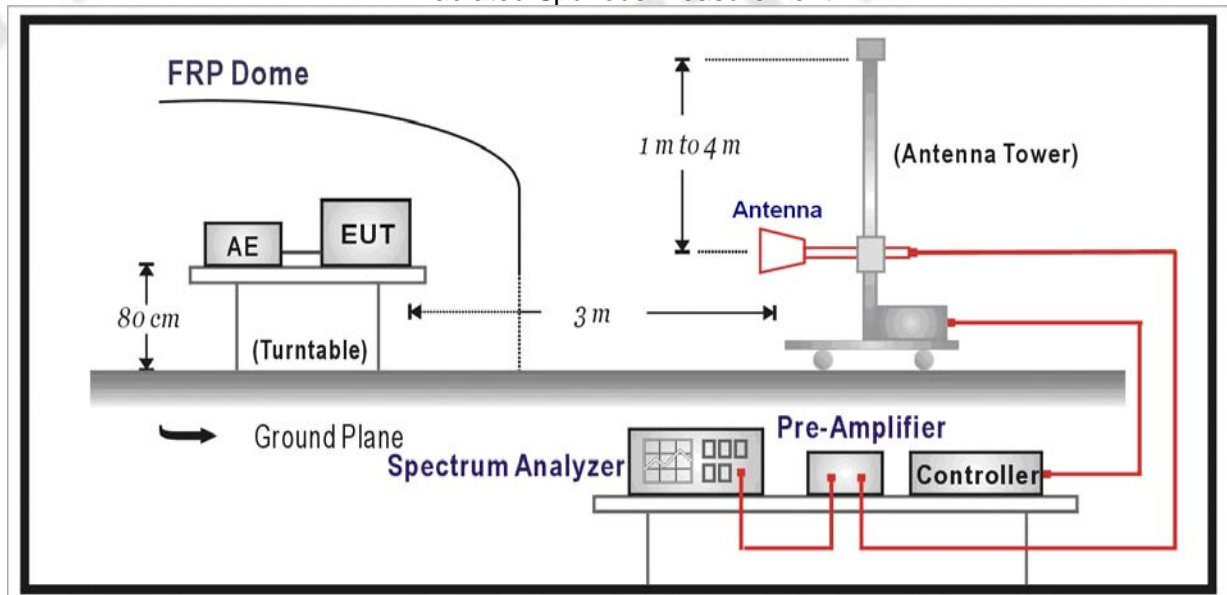 FRP Dome
1 m to 4 m
(Antenna Tower)
Antenna
AE
EUT
80 cm
3 m
(Turntable)
Ground Plane
Pre-Amplifier
Spectrum Analyzer
Controller